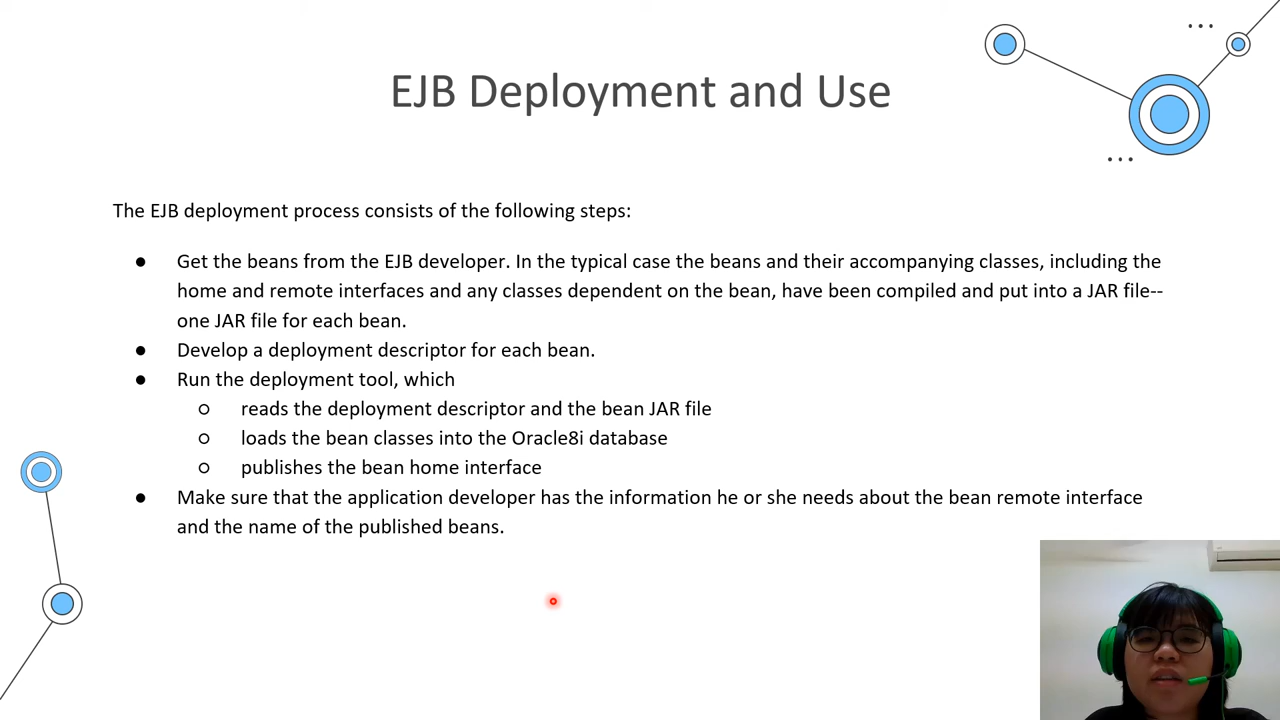 EJB Deployment and Use
The EJB deployment process consists of the following steps:
● Get the beans from the EJB developer. In the typical case the beans and their accompanying classes, including the
home and remote interfaces and any classes dependent on the bean, have been compiled and put into a JAR file--
one JAR file for each bean.
● Develop a deployment descriptor for each bean.
● Run the deployment tool, which
○ reads the deployment descriptor and the bean JAR file
○ loads the bean classes into the Oracle8i database
○ publishes the bean home interface
● Make sure that the application developer has the information he or she needs about the bean remote interface
and the name of the published beans.